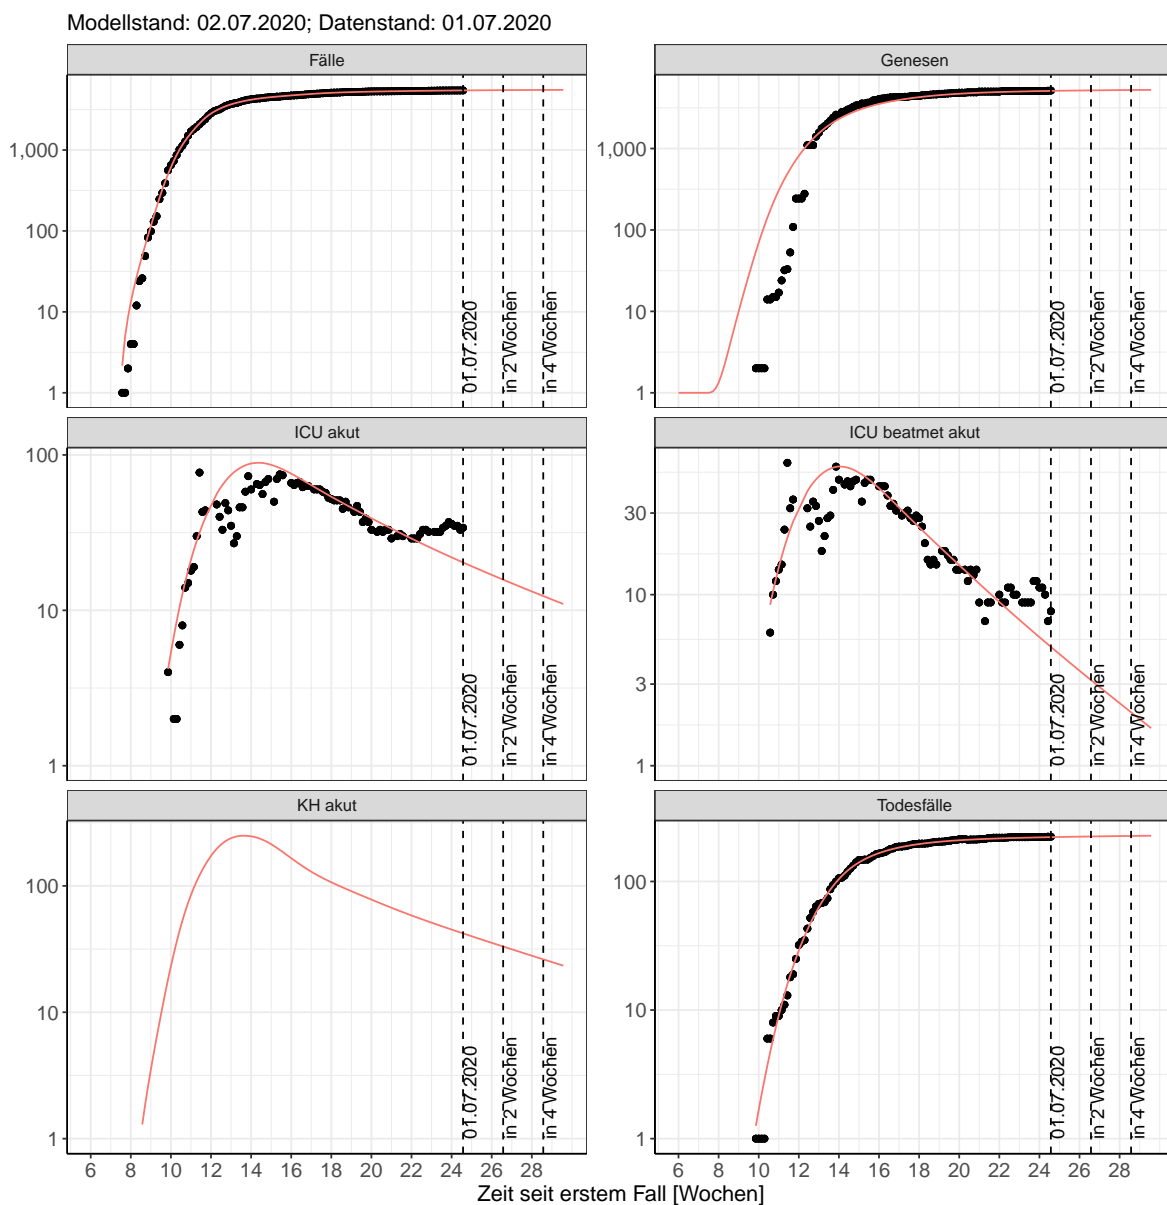 Modellstand: 02.07.2020; Datenstand: 01.07.2020
Fälle
Genesen
1,000
100
10
1
01.07.2020
in 2 Wochen
in 4 Wochen
1,000
100
10
1
01.07.2020
in 2 Wochen
in 4 Wochen
ICU akut
ICU beatmet akut
100
10
1
01.07.2020
in 2 Wochen
in 4 Wochen
30
10
3
1
01.07.2020
in 2 Wochen
in 4 Wochen
KH akut
Todesfälle
100
10
1
01.07.2020
in 2 Wochen
in 4 Wochen
100
10
1
01.07.2020
in 2 Wochen
in 4 Wochen
6 8 10 12 14 16 18 20 22 24 26 28
6 8 10 12 14 16 18 20 22 24 26 28
Zeit seit erstem Fall [Wochen]